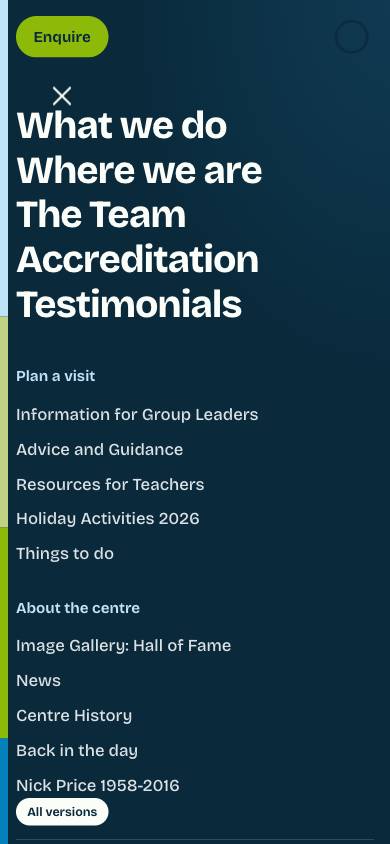 Enquire
What we do
Where we are
The Team
Accreditation
Testimonials
Plan a visit
Information for Group Leaders
Advice and Guidance
Resources for Teachers
Holiday Activities 2026
Things to do
About the centre
Image Gallery: Hall of Fame
News
Centre History
Back in the day
Nick Price 1958-2016
All versions